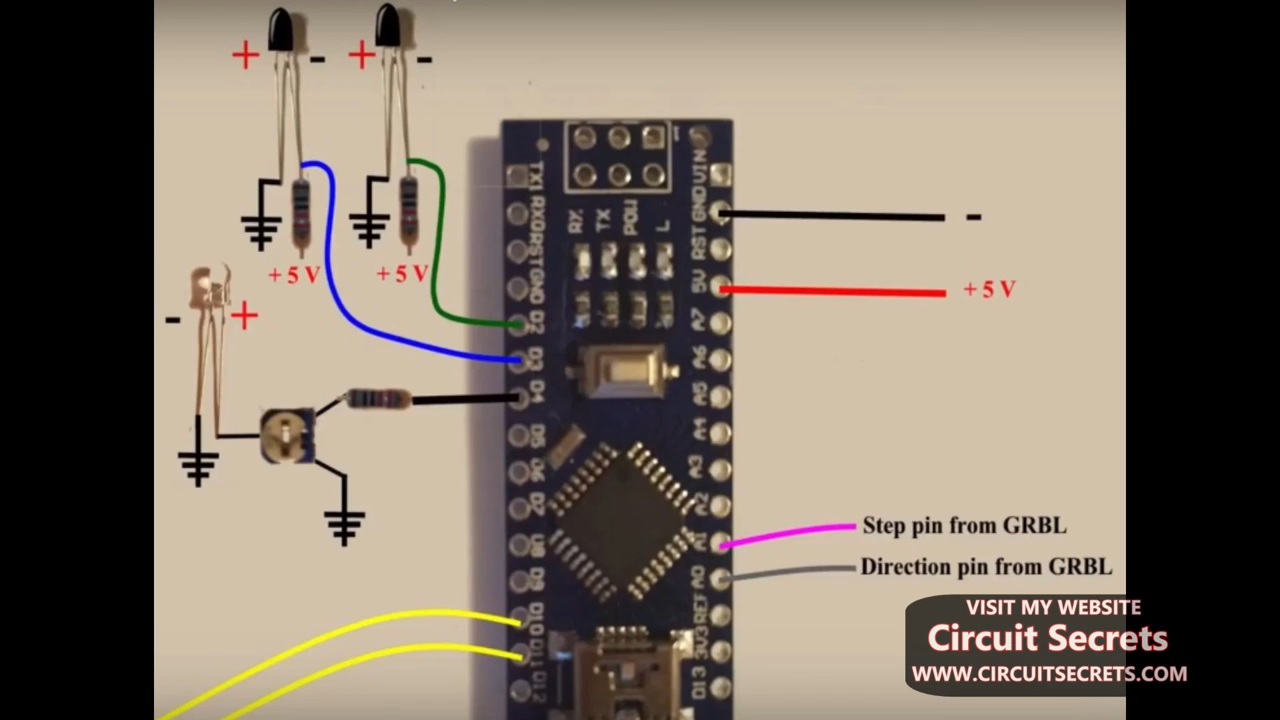 + -
+ -
+ 5 V
+ 5 V
- +
TX1
RX0
RST
GND
D2
D3
D4
D5
D6
D7
D8
D9
D10
D11
D12
RX
TX
POW
L
1
VIN
GND
RST
5V
A7
A6
A5
A4
A3
A2
A1
A0
REF
3V3
D13
-
+ 5 V
Step pin from GRBL
Direction pin from GRBL
VISIT MY WEBSITE
Circuit Secrets
WWW.CIRCUITSECRETS.COM